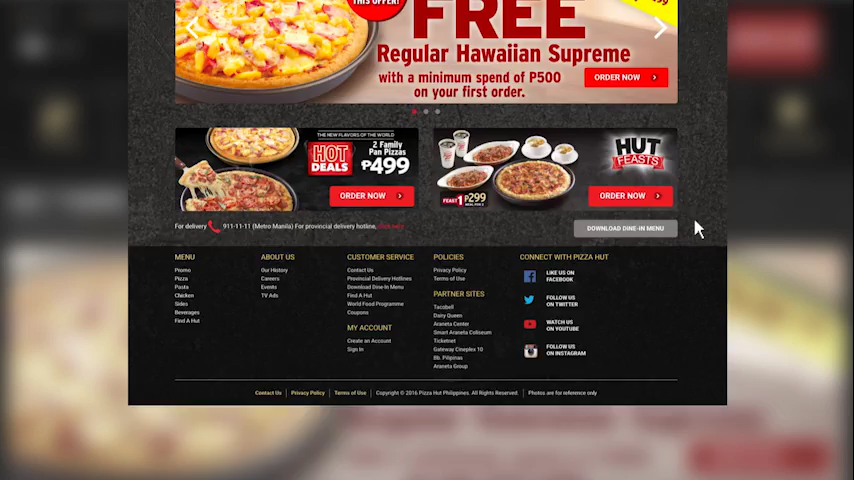 THIS OFFER!
FREE
Regular Hawaiian Supreme
with a minimum spend of P500
on your first order.
ORDER NOW
THE NEW FLAVORS OF THE WORLD
HOT
DEALS
2 Family
Pan Pizzas
₱499
ORDER NOW
HUT
FEASTS
FEAST 1 ₱299
MEAL FOR 2
ORDER NOW
For delivery 911-11-11 (Metro Manila) For provincial delivery hotline, click here
DOWNLOAD DINE-IN MENU
MENU
Promo
Pizza
Pasta
Chicken
Sides
Beverages
Find A Hut
ABOUT US
Our History
Careers
Events
TV Ads
CUSTOMER SERVICE
Contact Us
Provincial Delivery Hotlines
Download Dine-In Menu
Find A Hut
World Food Programme
Coupons
MY ACCOUNT
Create an Account
Sign In
POLICIES
Privacy Policy
Terms of Use
PARTNER SITES
Tacobell
Dairy Queen
Araneta Center
Smart Araneta Coliseum
Ticketnet
Gateway Cineplex 10
Bb. Pilipinas
Araneta Group
CONNECT WITH PIZZA HUT
LIKE US ON
FACEBOOK
FOLLOW US
ON TWITTER
WATCH US
ON YOUTUBE
FOLLOW US
ON INSTAGRAM
Contact Us Privacy Policy Terms of Use Copyright © 2016 Pizza Hut Philippines. All Rights Reserved. Photos are for reference only